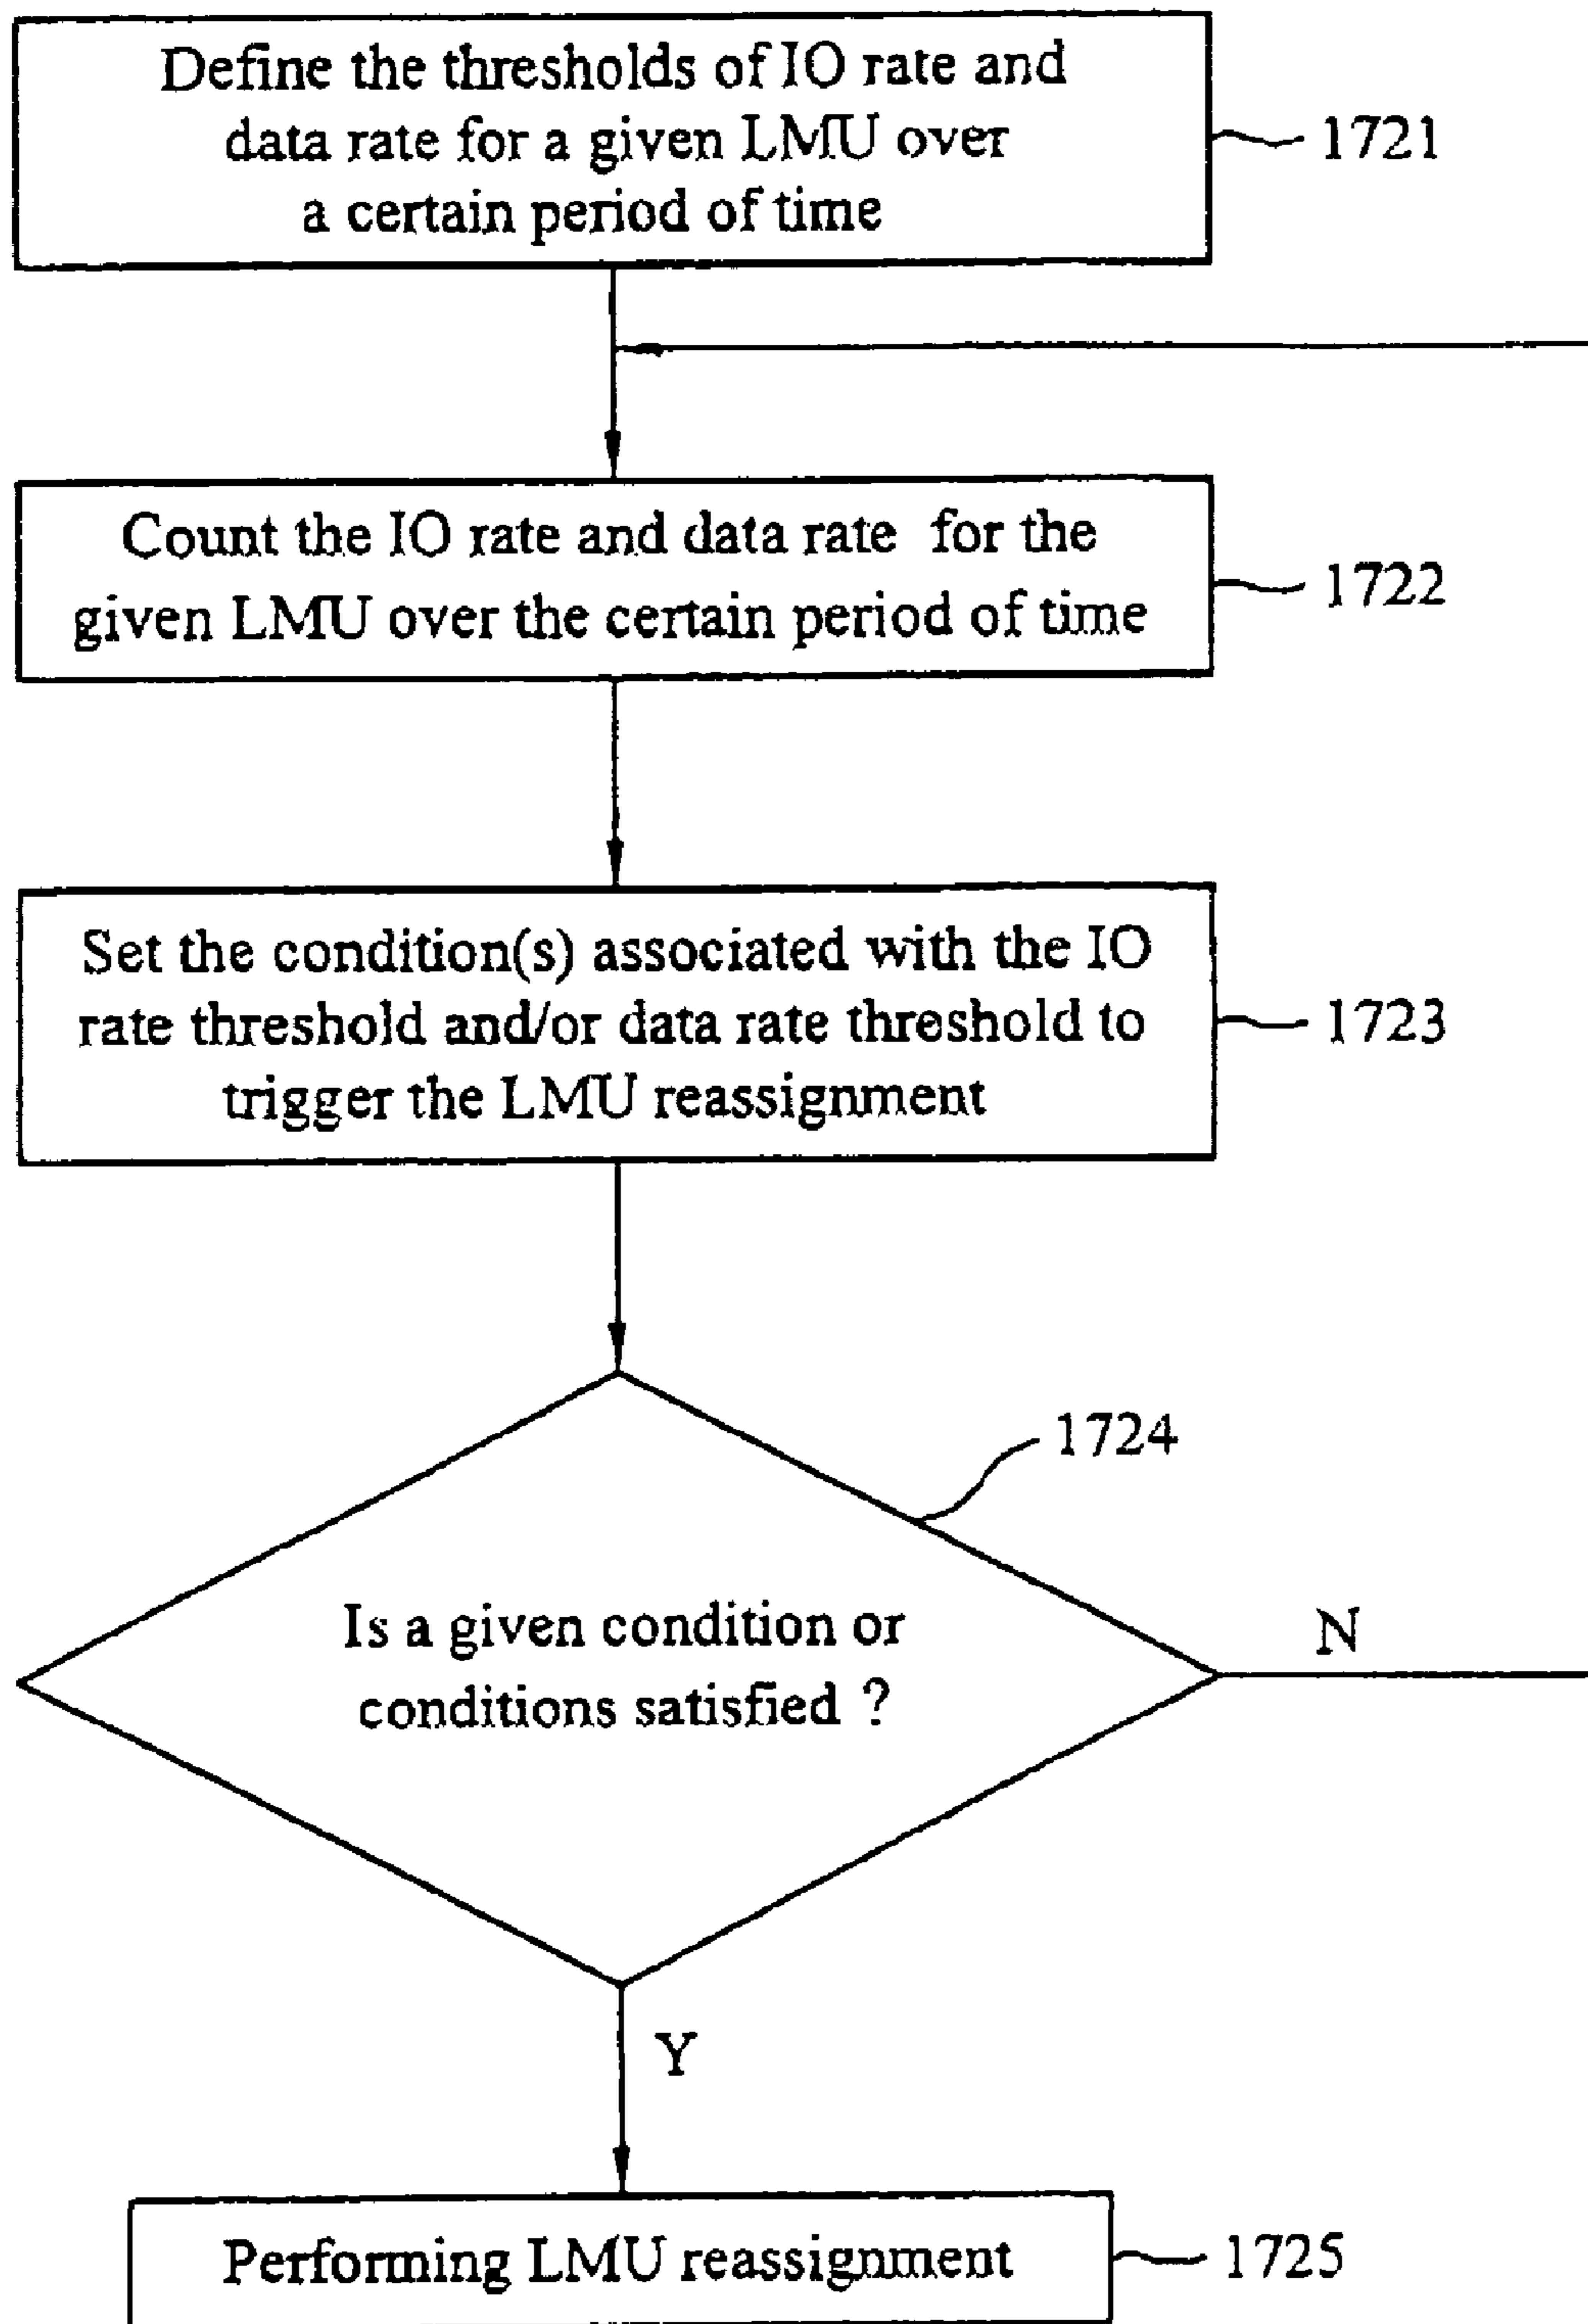 Define the thresholds of IO rate and
data rate for a given LMU over
a certain period of time
1721
Count the IO rate and data rate for the
given LMU over the certain period of time
1722
Set the condition(s) associated with the IO
rate threshold and/or data rate threshold to
trigger the LMU reassignment
1723
1724
Is a given condition or
conditions satisfied ?
N
Y
Performing LMU reassignment
1725